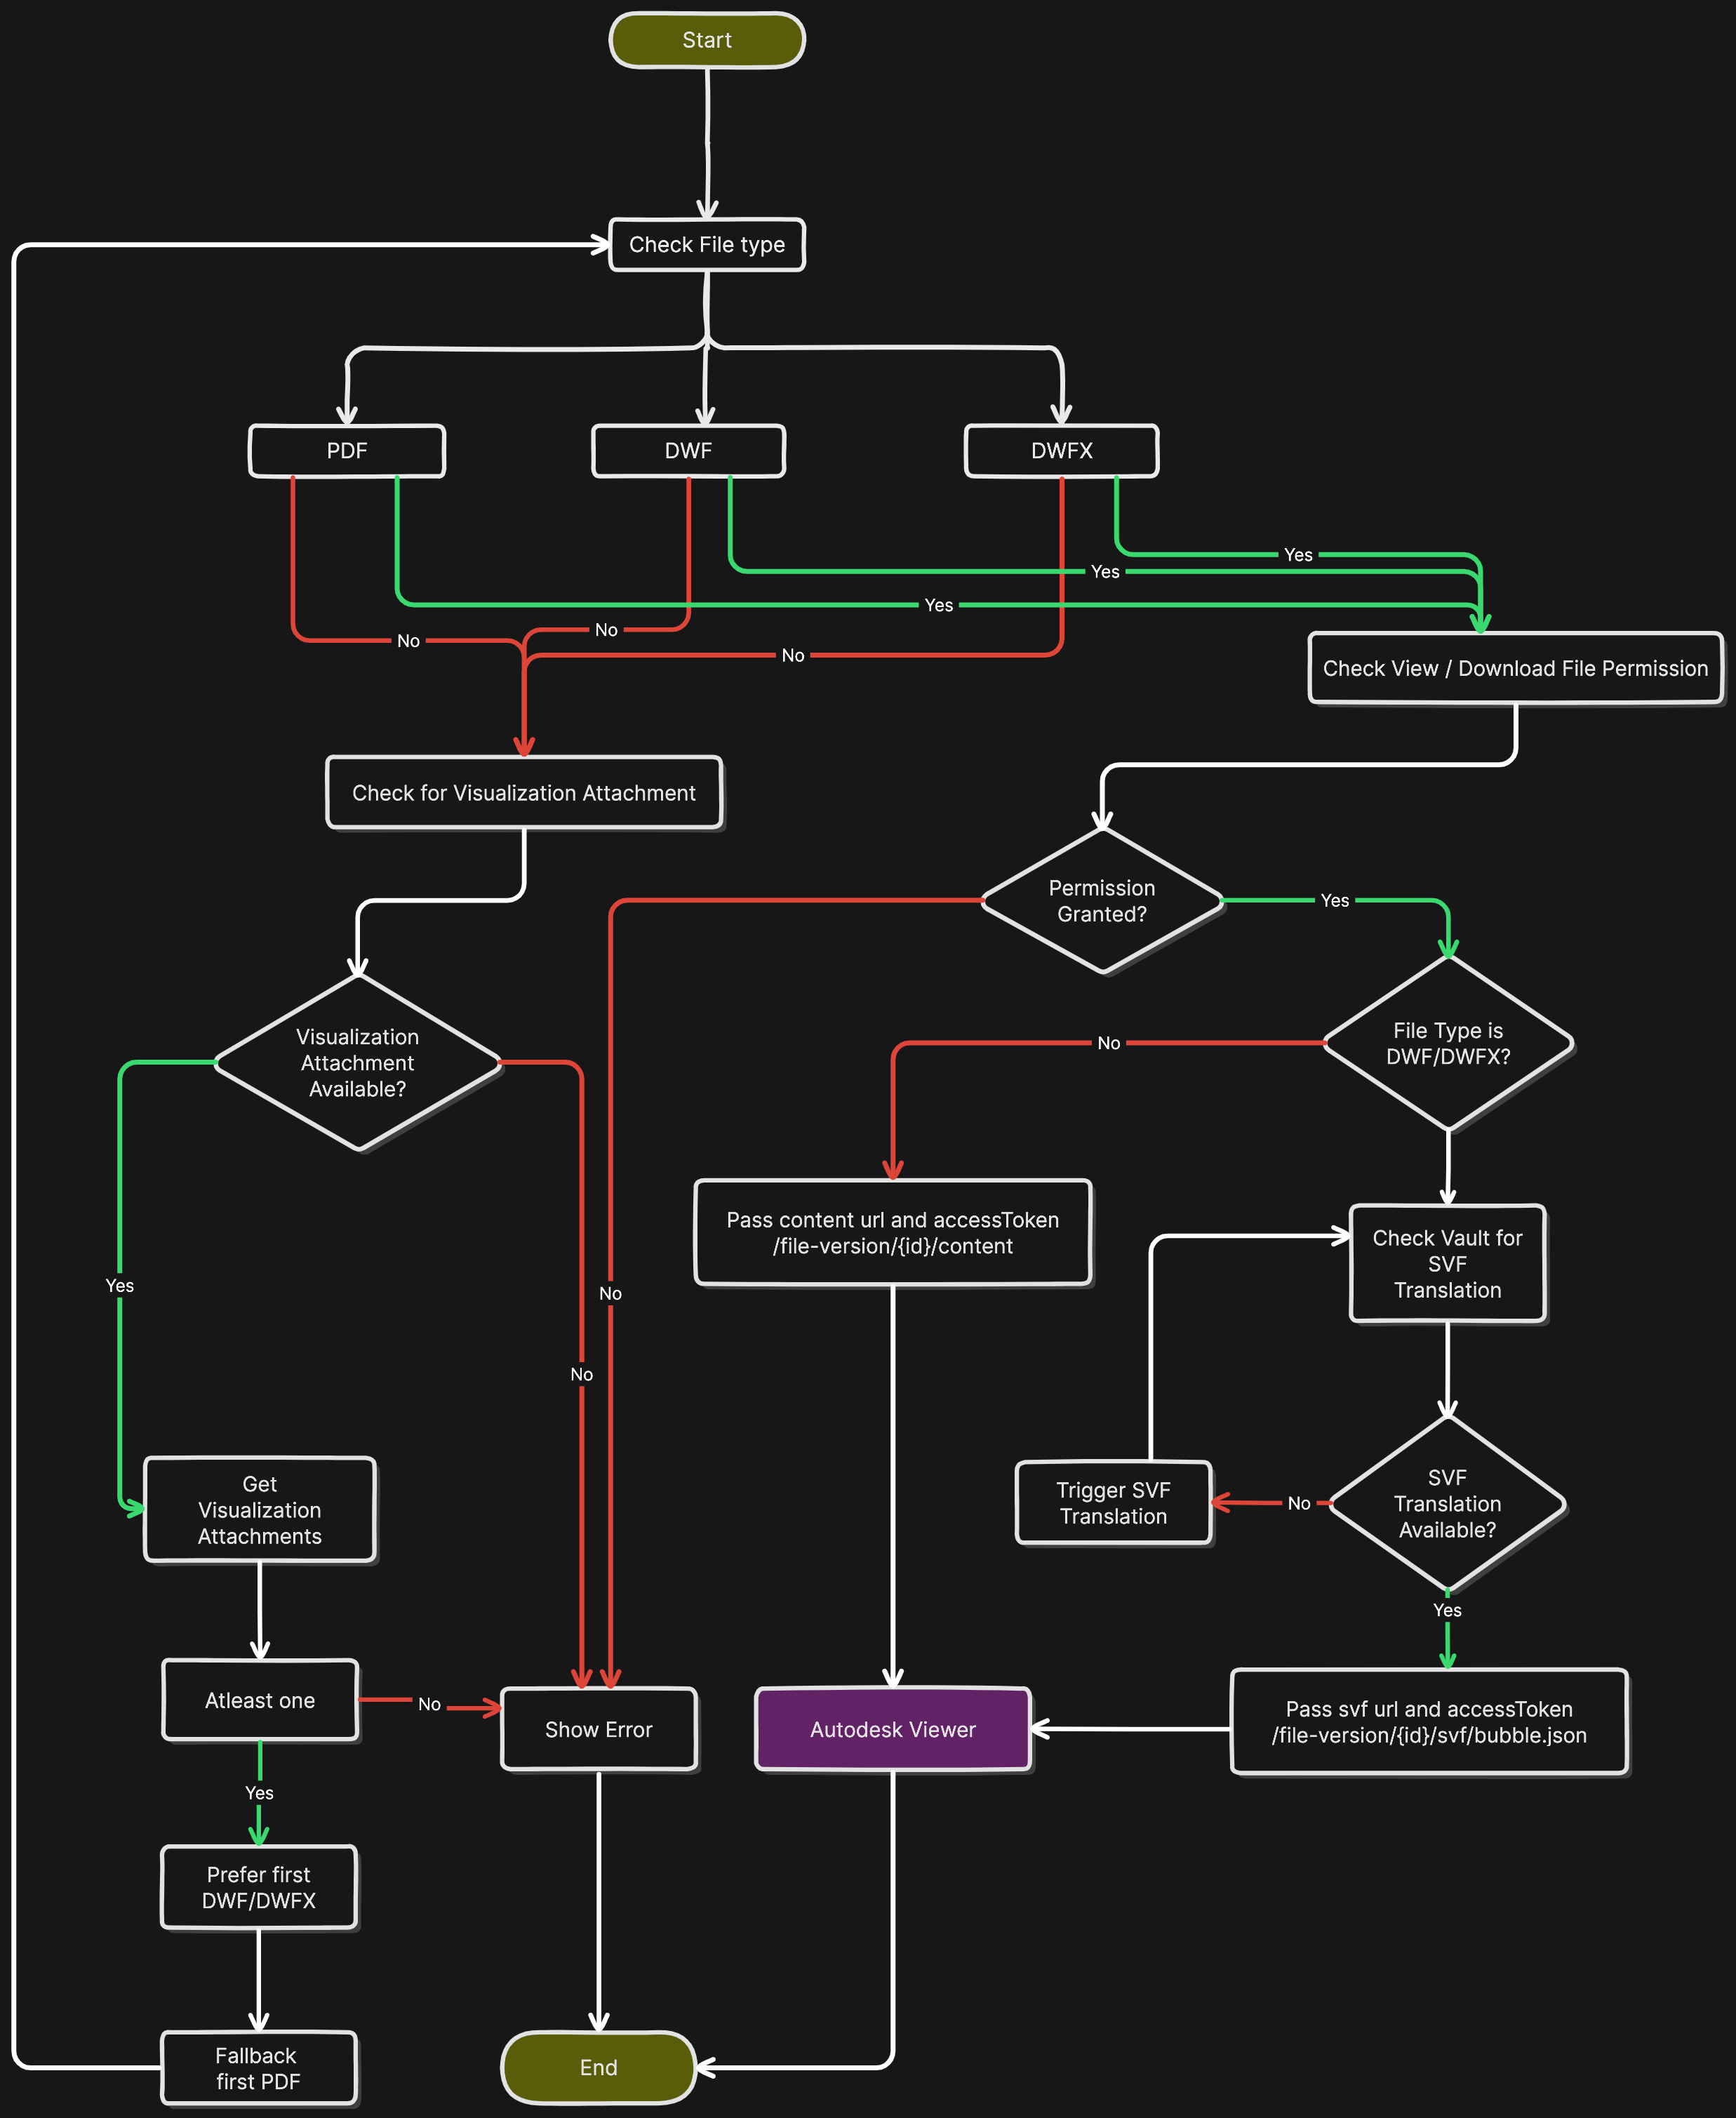 Start
Check File type
PDF
DWF
DWFX
Yes
Yes
Yes
No
No
No
Check View / Download File Permission
Check for Visualization Attachment
Permission
Granted?
Yes
File Type is
DWF/DWFX?
No
Visualization
Attachment
Available?
Pass content url and accessToken
/file-version/{id}/content
Check Vault for
SVF
Translation
Yes
No
No
Get
Visualization
Attachments
Trigger SVF
Translation
No
SVF
Translation
Available?
Yes
Atleast one
No
Show Error
Autodesk Viewer
Pass svf url and accessToken
/file-version/{id}/svf/bubble.json
Yes
Prefer first
DWF/DWFX
Fallback
first PDF
End